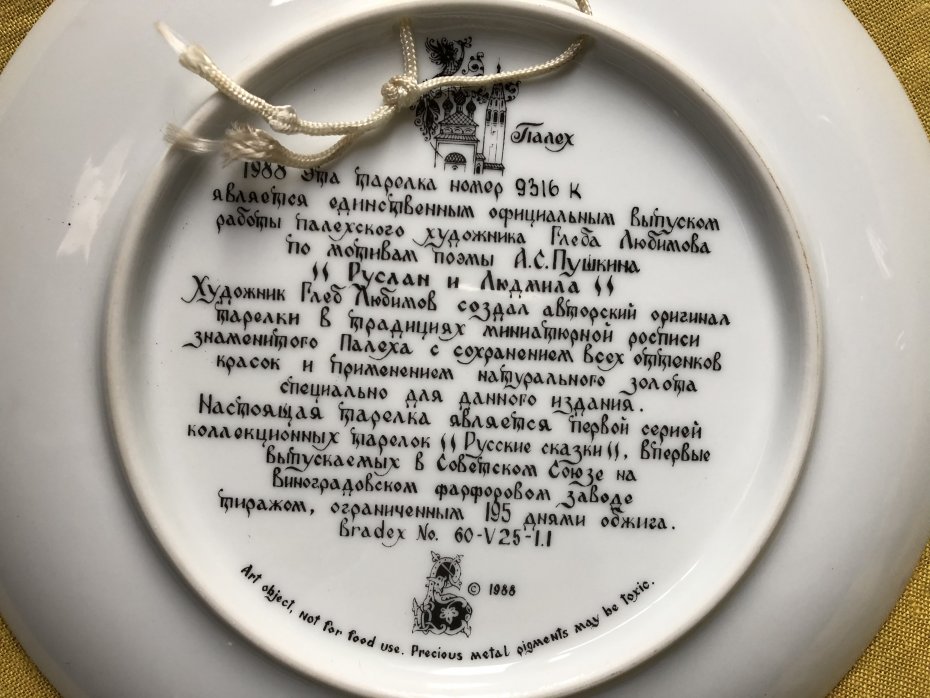 Палех
1988 Эта тарелка номер 9316 К
является единственным официальным выпуском
работы палехского художника Глеба Любимова
по мотивам поэмы А.С.Пушкина
"Руслан и Людмила"
Художник Глеб Любимов создал авторский оригинал
тарелки в традициях миниатюрной росписи
знаменитого Палеха с сохранением всех оттенков
красок и применением натурального золота
специально для данного издания.
Настоящая тарелка является первой серией
коллекционных тарелок "Русские сказки", впервые
выпускаемых в Советском Союзе на
Виноградовском фарфоровом заводе
тиражом, ограниченным 195 днями обжига.
Bradex No. 60-V25-1.1
© 1988
Art object, not for food use. Precious metal pigments may be toxic.